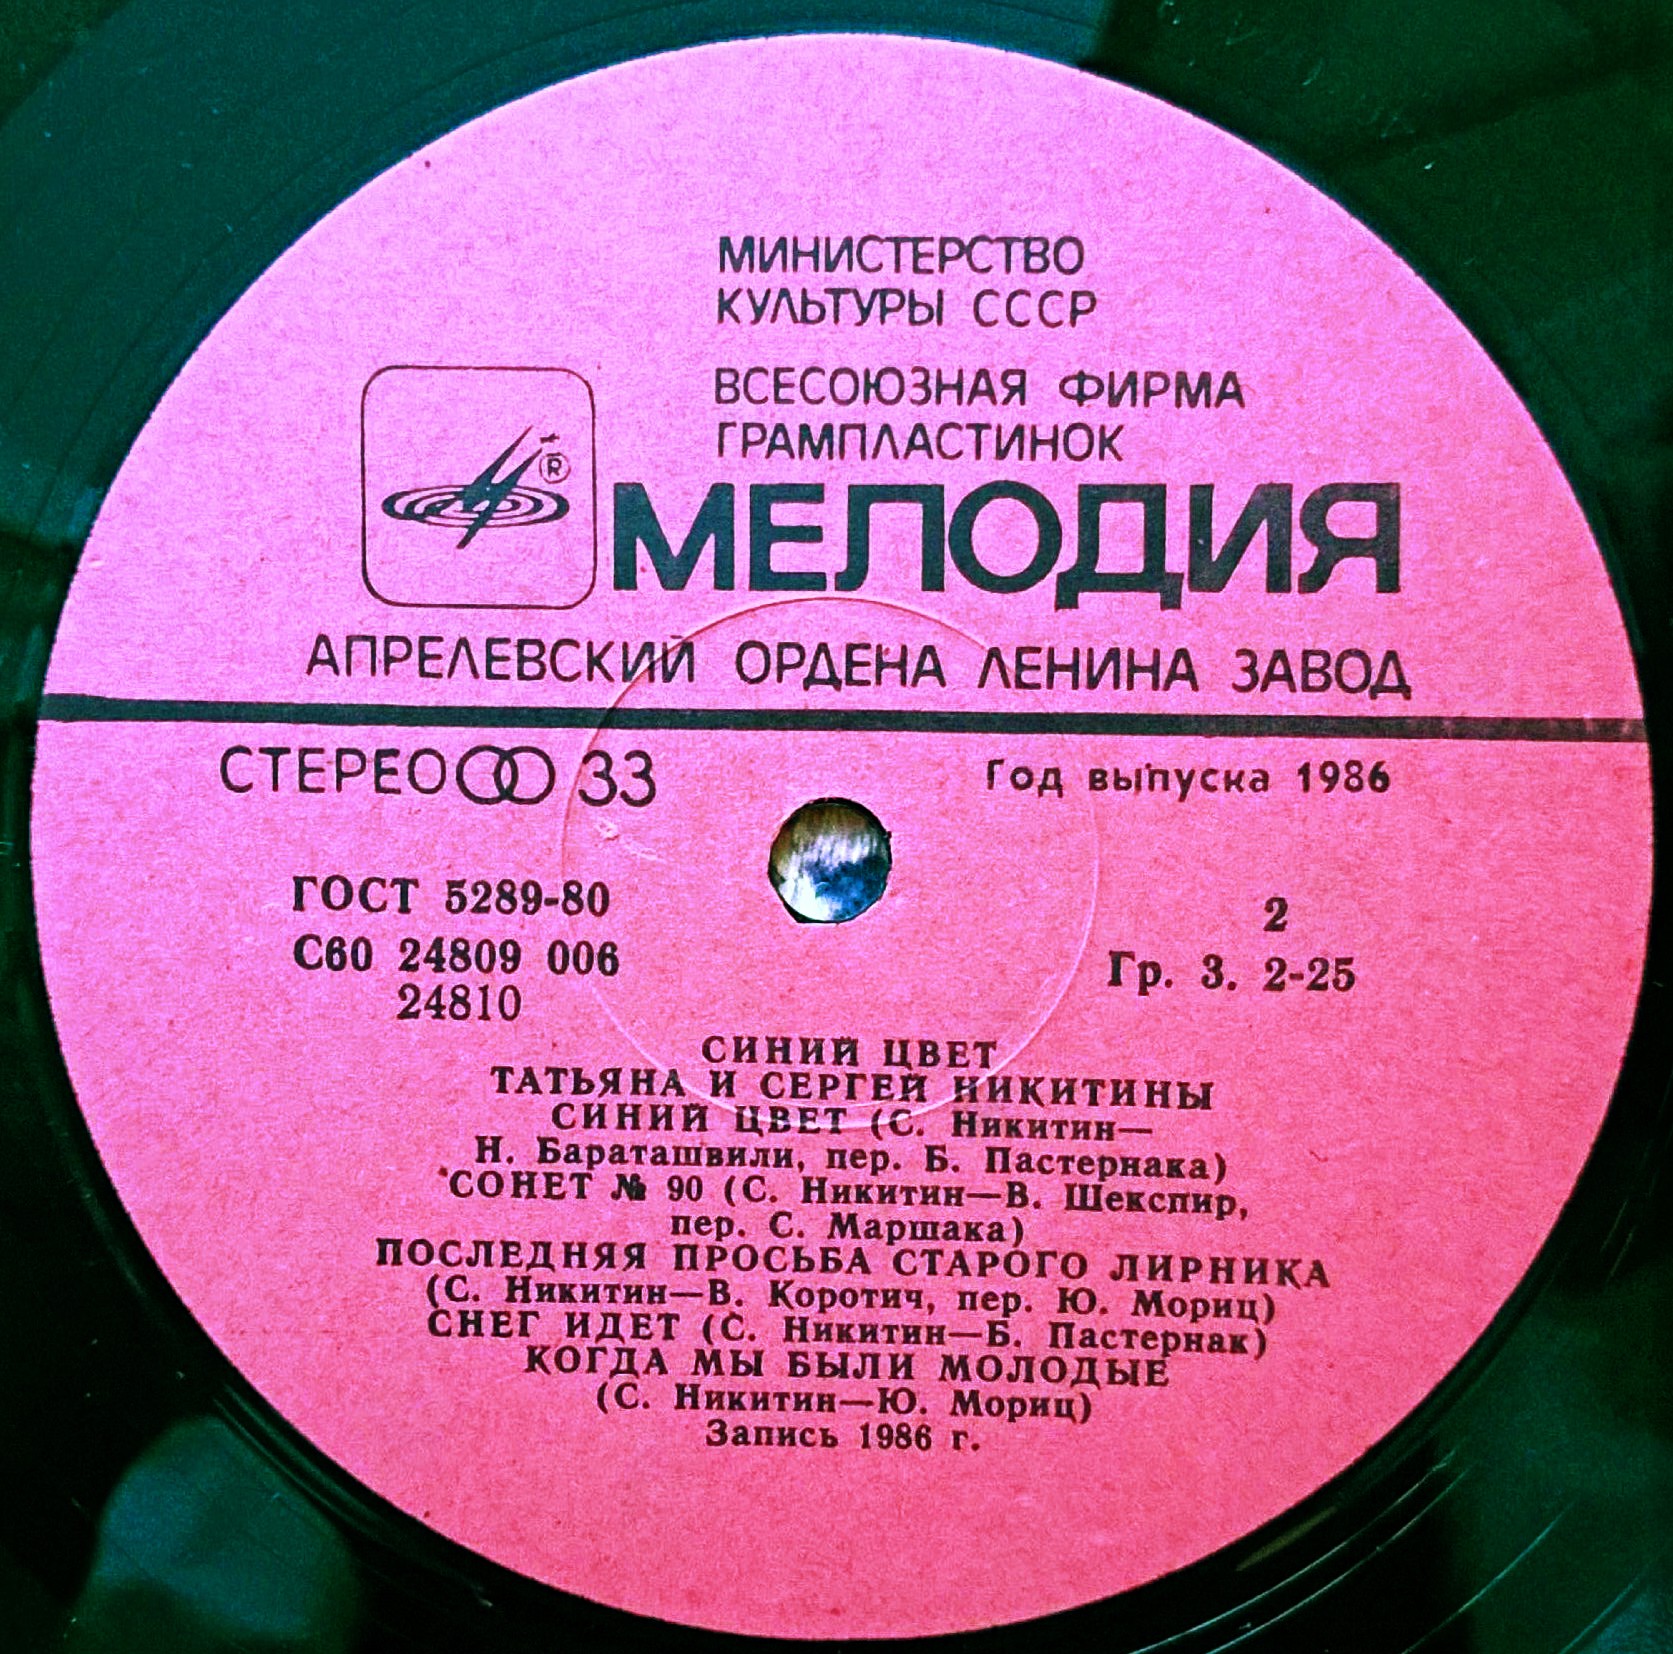 МИНИСТЕРСТВО
КУЛЬТУРЫ СССР
ВСЕСОЮЗНАЯ ФИРМА
ГРАМПЛАСТИНОК
®
МЕЛОДИЯ
АПРЕЛЕВСКИЙ ОРДЕНА ЛЕНИНА ЗАВОД
СТЕРЕО 33
Год выпуска 1986
ГОСТ 5289-80
С60 24809 006
24810
2
Гр. 3. 2-25
СИНИЙ ЦВЕТ
ТАТЬЯНА И СЕРГЕЙ НИКИТИНЫ
СИНИЙ ЦВЕТ (С. Никитин—
Н. Бараташвили, пер. Б. Пастернака)
СОНЕТ № 90 (С. Никитин—В. Шекспир,
пер. С. Маршака)
ПОСЛЕДНЯЯ ПРОСЬБА СТАРОГО ЛИРНИКА
(С. Никитин—В. Коротич, пер. Ю. Мориц)
СНЕГ ИДЕТ (С. Никитин—Б. Пастернак)
КОГДА МЫ БЫЛИ МОЛОДЫЕ
(С. Никитин—Ю. Мориц)
Запись 1986 г.